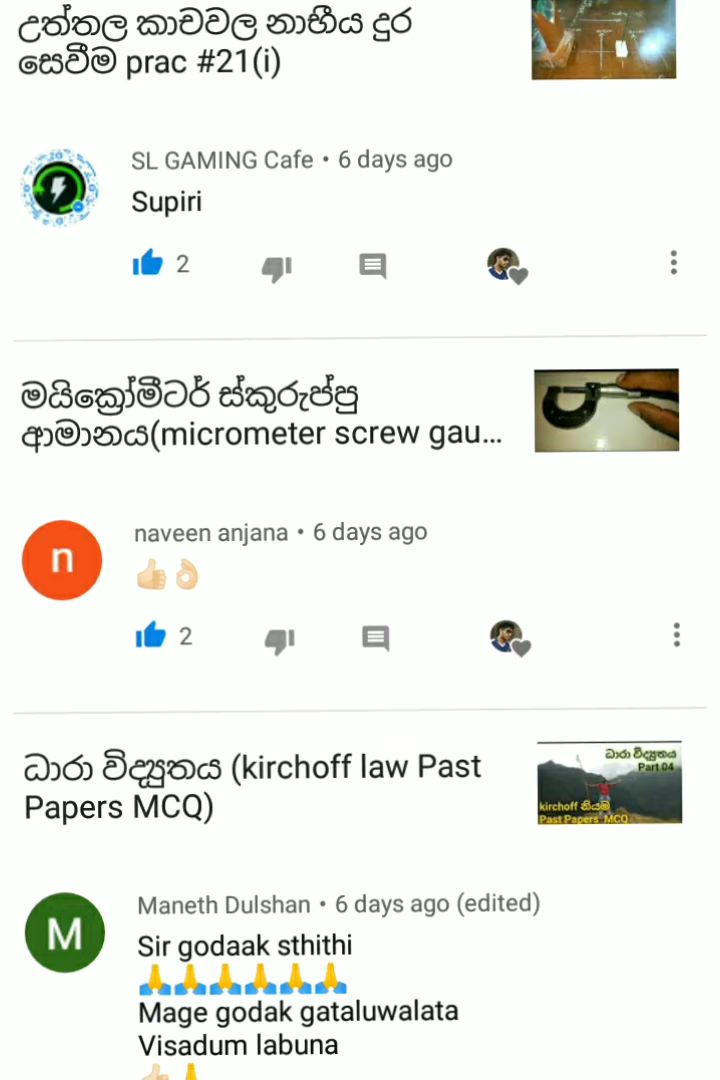 උත්තල කාචවල නාභීය දුර
සෙවීම prac #21(i)
SL GAMING Cafe • 6 days ago
Supiri
2
මයික්‍රෝමීටර් ස්කුරුප්පු
ආමානය(micrometer screw gau...
n
naveen anjana • 6 days ago
👍🏻👌🏻
2
ධාරා විද්‍යුතය (kirchoff law Past
Papers MCQ)
ධාරා විද්‍යුතය
Part 04
kirchoff නියම
Past Papers MCQ
M
Maneth Dulshan • 6 days ago (edited)
Sir godaak sthithi
🙏🙏🙏🙏🙏🙏
Mage godak gataluwalata
Visadum labuna
👍🏻🙏